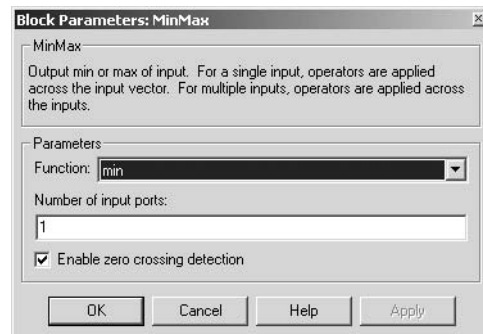 Block Parameters: MinMax
MinMax
Output min or max of input. For a single input, operators are applied
across the input vector. For multiple inputs, operators are applied across
the inputs.
Parameters
Function: min
Number of input ports:
1
Enable zero crossing detection
OK Cancel Help Apply